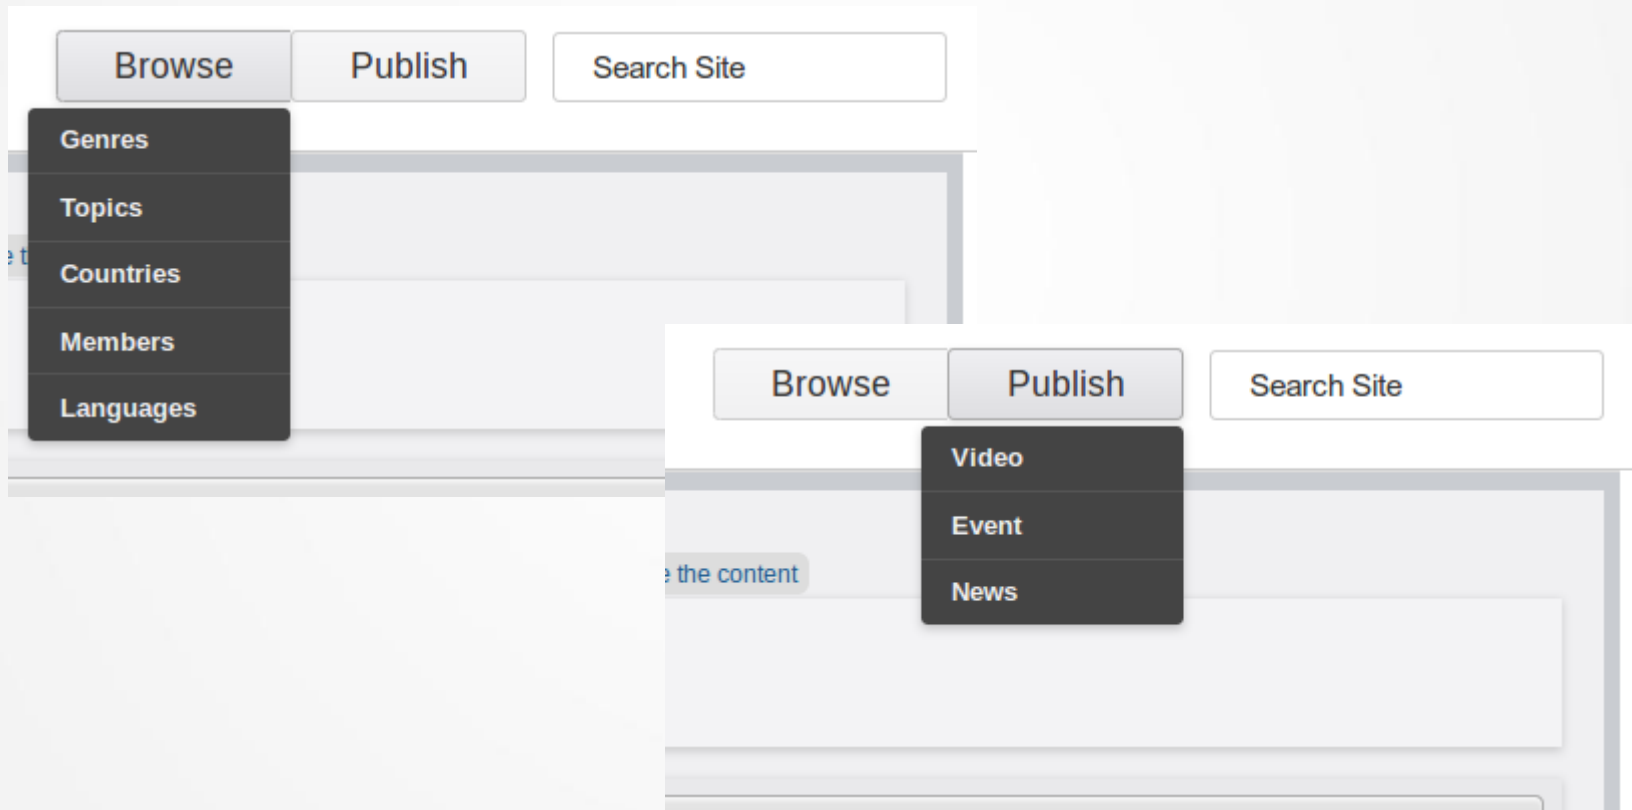 Browse Publish Search Site
Genres
Topics
Countries
Members
Languages
Browse Publish Search Site
Video
Event
the content
News